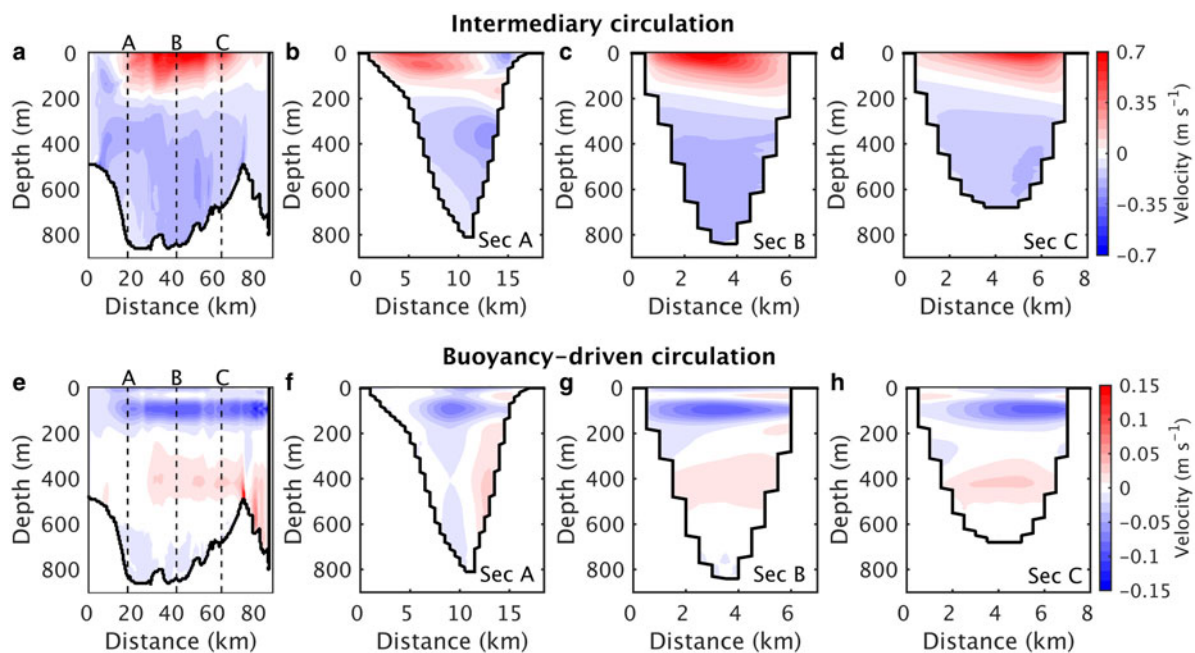 Intermediary circulation
a b c d
A B C
0 200 400 600 800
Depth (m)
0 20 40 60 80
Distance (km)
0 200 400 600 800
Depth (m)
Sec A
0 5 10 15
Distance (km)
0 200 400 600 800
Depth (m)
Sec B
0 2 4 6
Distance (km)
0 200 400 600 800
Depth (m)
Sec C
0 2 4 6 8
Distance (km)
0.7 0.35 0 −0.35 −0.7
Velocity (m s⁻¹)
Buoyancy-driven circulation
e f g h
A B C
0 200 400 600 800
Depth (m)
0 20 40 60 80
Distance (km)
0 200 400 600 800
Depth (m)
Sec A
0 5 10 15
Distance (km)
0 200 400 600 800
Depth (m)
Sec B
0 2 4 6
Distance (km)
0 200 400 600 800
Depth (m)
Sec C
0 2 4 6 8
Distance (km)
0.15 0.10 0.05 0 −0.05 −0.10 −0.15
Velocity (m s⁻¹)